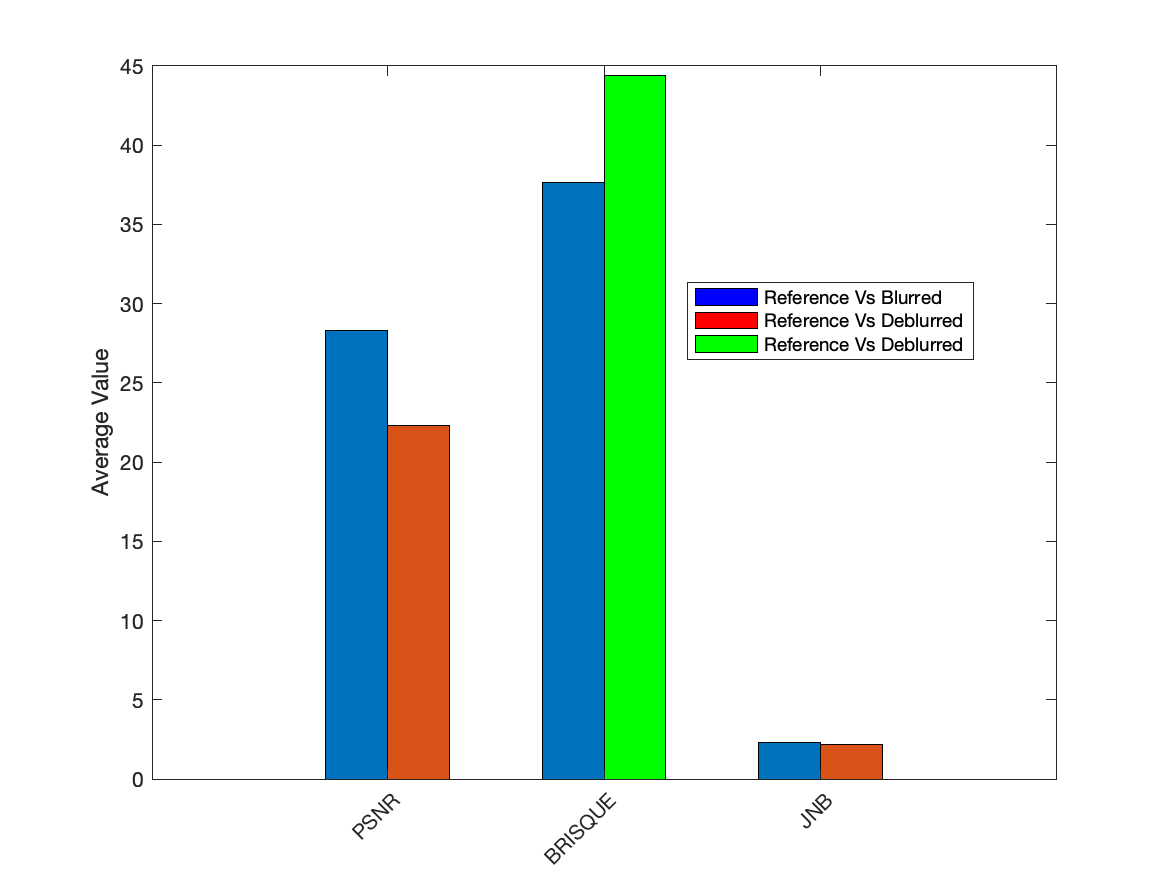 45
40
35
30
25
20
15
10
5
0
Average Value
Reference Vs Blurred
Reference Vs Deblurred
Reference Vs Deblurred
PSNR
BRISQUE
JNB